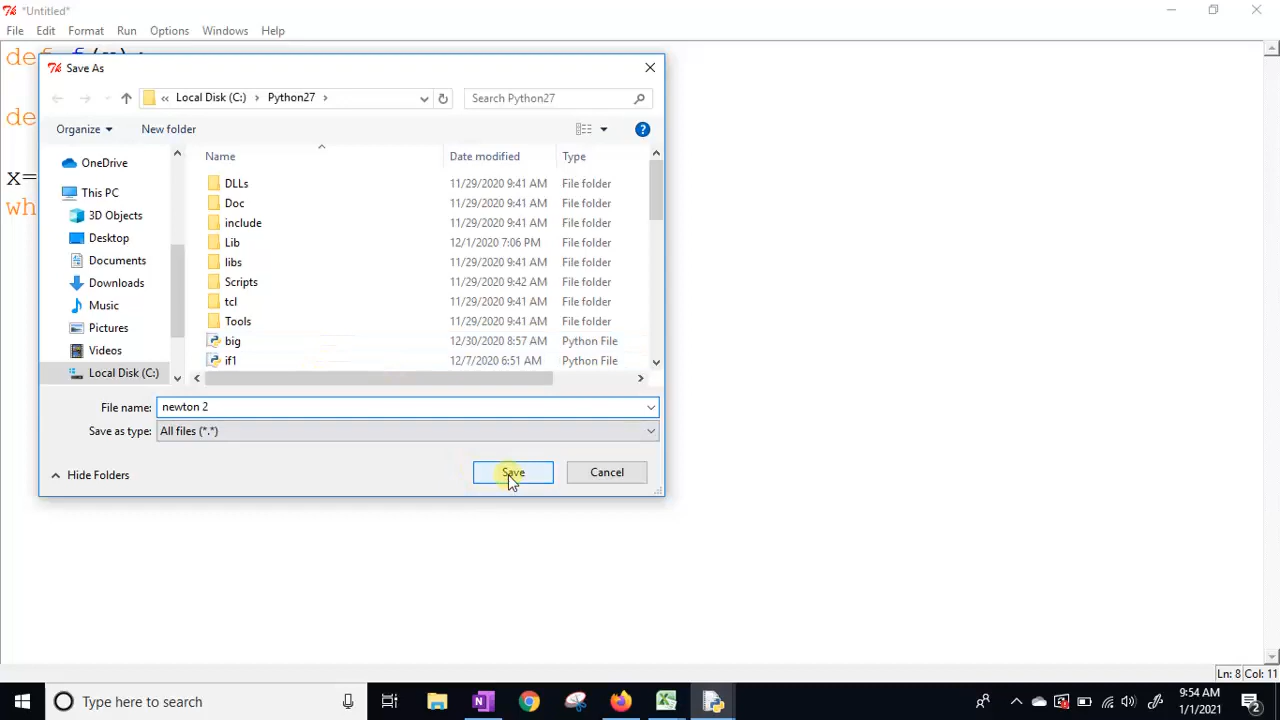 *Untitled*
File Edit Format Run Options Windows Help
def f(x):
Save As
« Local Disk (C:) > Python27 > Search Python27
Organize New folder ?
OneDrive
This PC
3D Objects
Desktop
Documents
Downloads
Music
Pictures
Videos
Local Disk (C:)
Name Date modified Type
DLLs 11/29/2020 9:41 AM File folder
Doc 11/29/2020 9:41 AM File folder
include 11/29/2020 9:41 AM File folder
Lib 12/1/2020 7:06 PM File folder
libs 11/29/2020 9:41 AM File folder
Scripts 11/29/2020 9:42 AM File folder
tcl 11/29/2020 9:41 AM File folder
Tools 11/29/2020 9:41 AM File folder
big 12/30/2020 8:57 AM Python File
if1 12/7/2020 6:51 AM Python File
de
x=
wh
File name: newton 2
Save as type: All files (*.*)
Hide Folders Save Cancel
Ln: 8 Col: 11
Type here to search
9:54 AM
1/1/2021
2